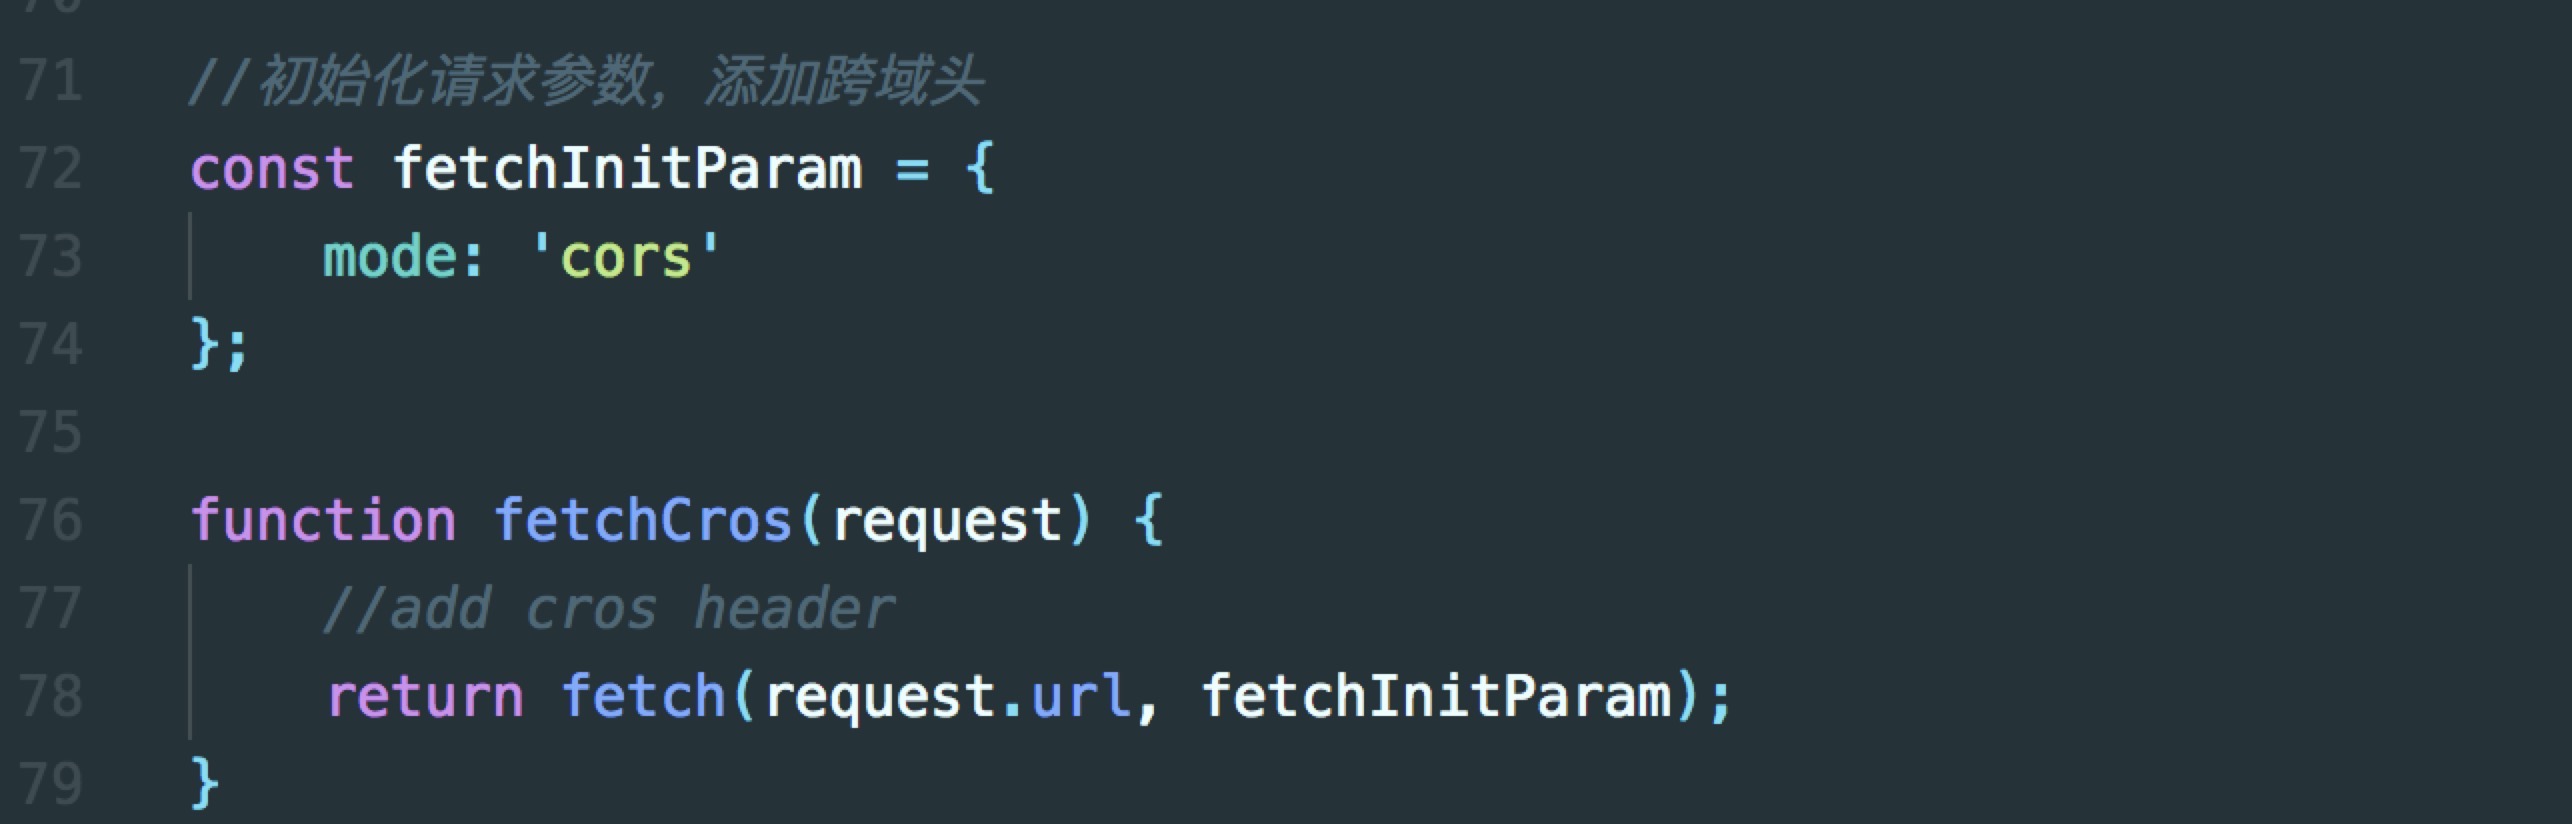 71 //初始化请求参数，添加跨域头
72 const fetchInitParam = {
73 mode: 'cors'
74 };
75
76 function fetchCros(request) {
77 //add cros header
78 return fetch(request.url, fetchInitParam);
79 }